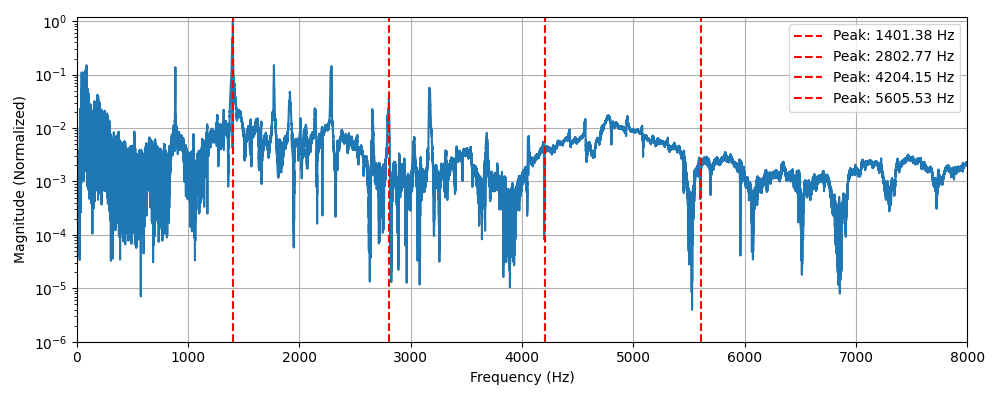 10⁰
10⁻¹
10⁻²
10⁻³
10⁻⁴
10⁻⁵
10⁻⁶
Magnitude (Normalized)
Peak: 1401.38 Hz
Peak: 2802.77 Hz
Peak: 4204.15 Hz
Peak: 5605.53 Hz
0 1000 2000 3000 4000 5000 6000 7000 8000
Frequency (Hz)